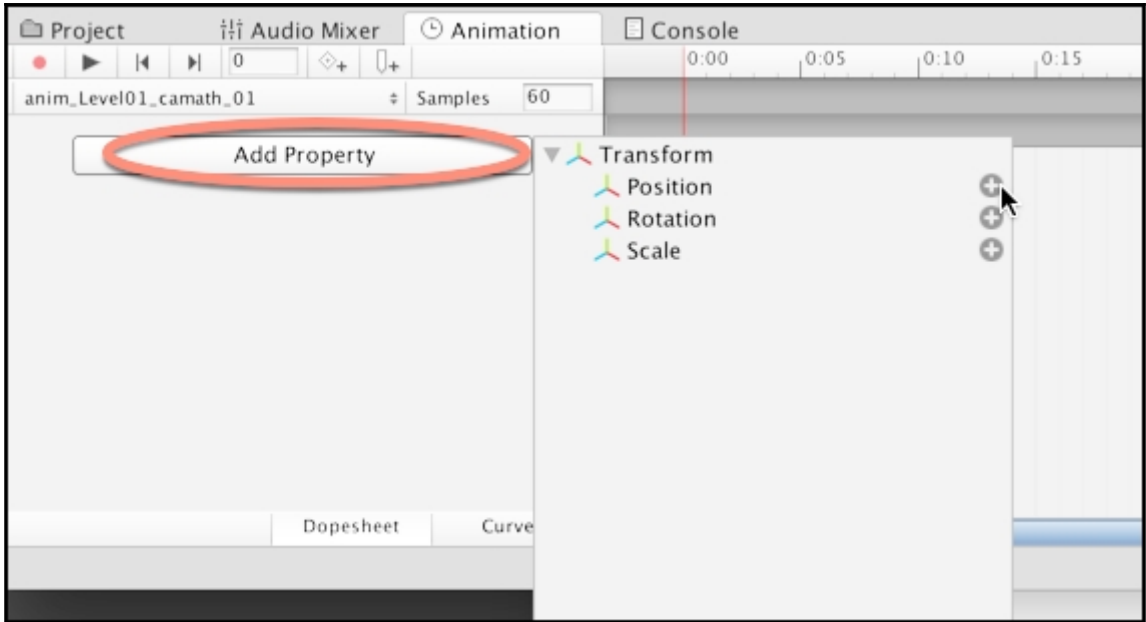 Project Audio Mixer Animation Console
0 0:00 0:05 0:10 0:15
anim_Level01_camath_01 Samples 60
Add Property
Transform
Position
Rotation
Scale
Dopesheet Curve